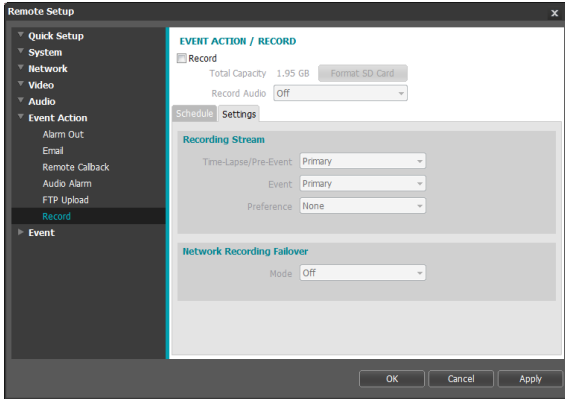 Remote Setup x
Quick Setup
System
Network
Video
Audio
Event Action
Alarm Out
Email
Remote Callback
Audio Alarm
FTP Upload
Record
Event
EVENT ACTION / RECORD
Record
Total Capacity 1.95 GB Format SD Card
Record Audio Off
Schedule Settings
Recording Stream
Time-Lapse/Pre-Event Primary
Event Primary
Preference None
Network Recording Failover
Mode Off
OK Cancel Apply